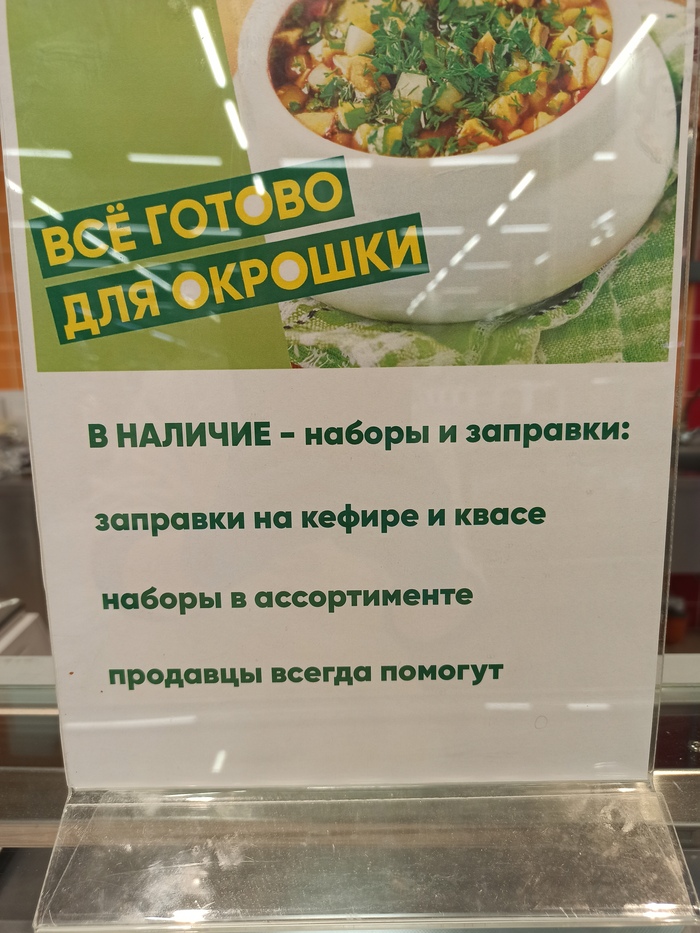 ВСЁ ГОТОВО
ДЛЯ ОКРОШКИ
В НАЛИЧИЕ – наборы и заправки:
заправки на кефире и квасе
наборы в ассортименте
продавцы всегда помогут